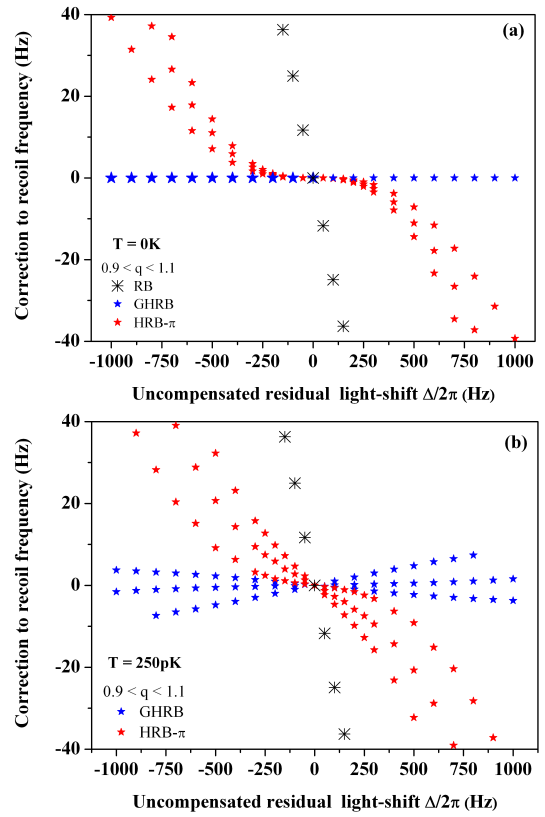 (a)
Correction to recoil frequency (Hz)
40
20
0
-20
-40
T = 0K
0.9 < q < 1.1
RB
GHRB
HRB-π
-1000 -750 -500 -250 0 250 500 750 1000
Uncompensated residual light-shift Δ/2π (Hz)
(b)
Correction to recoil frequency (Hz)
40
20
0
-20
-40
T = 250pK
0.9 < q < 1.1
GHRB
HRB-π
-1000 -750 -500 -250 0 250 500 750 1000
Uncompensated residual light-shift Δ/2π (Hz)